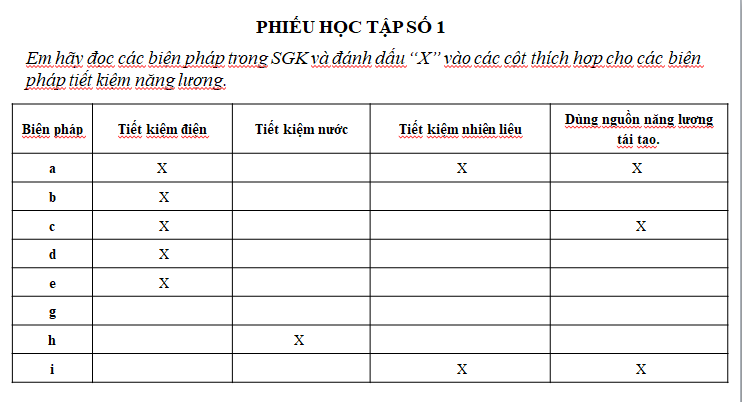 PHIẾU HỌC TẬP SỐ 1
Em hãy đọc các biện pháp trong SGK và đánh dấu “X” vào các cột thích hợp cho các biện
pháp tiết kiệm năng lượng.
Biện pháp Tiết kiệm điện Tiết kiệm nước Tiết kiệm nhiên liêu Dùng nguồn năng lương
tái tạo.
a X X X
b X
c X X
d X
e X
g
h X
i X X